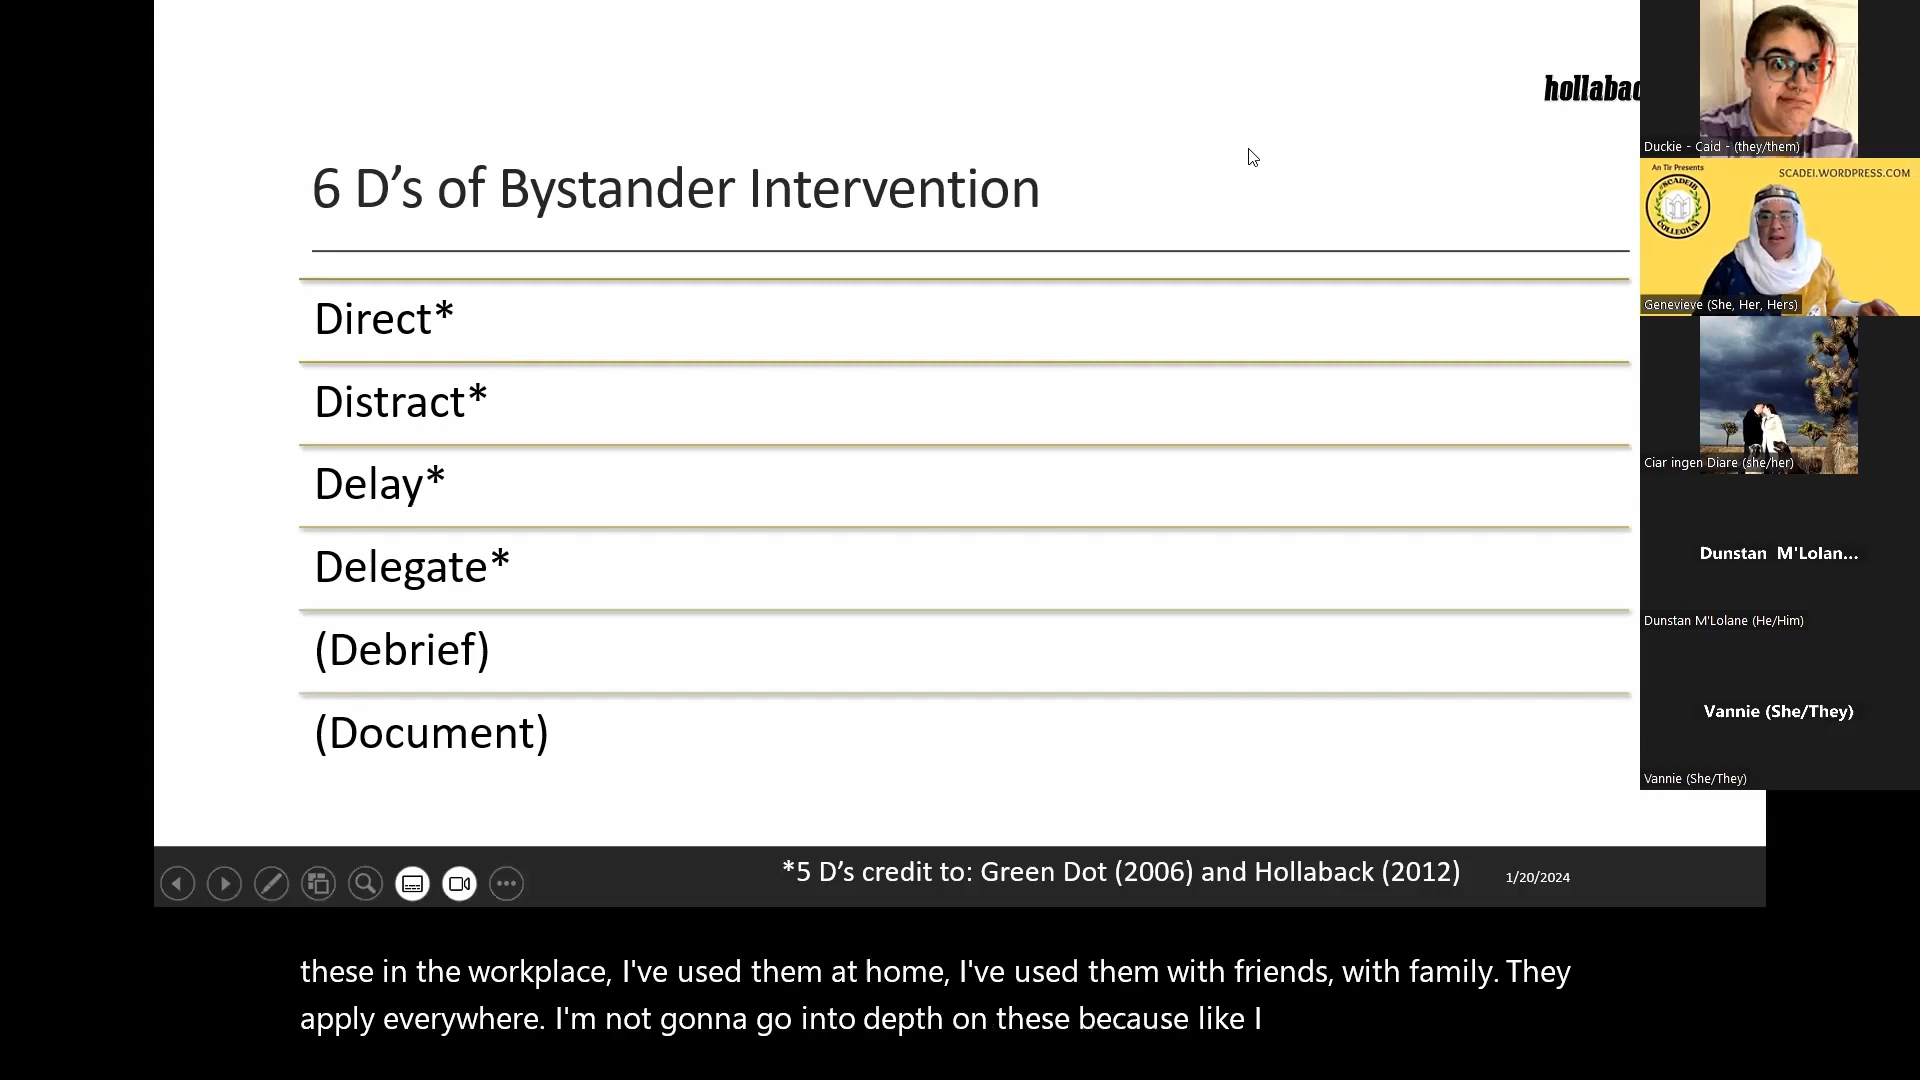 hollabac
6 D’s of Bystander Intervention
Direct*
Distract*
Delay*
Delegate*
(Debrief)
(Document)
*5 D’s credit to: Green Dot (2006) and Hollaback (2012)
1/20/2024
these in the workplace, I've used them at home, I've used them with friends, with family. They
apply everywhere. I'm not gonna go into depth on these because like I
Duckie - Caid - (they/them)
An Tir Presents
SCADEI.WORDPRESS.COM
SCADEIB
COLLEGIUM
Genevieve (She, Her, Hers)
Ciar ingen Diare (she/her)
Dunstan M'Lolan...
Dunstan M'Lolane (He/Him)
Vannie (She/They)
Vannie (She/They)